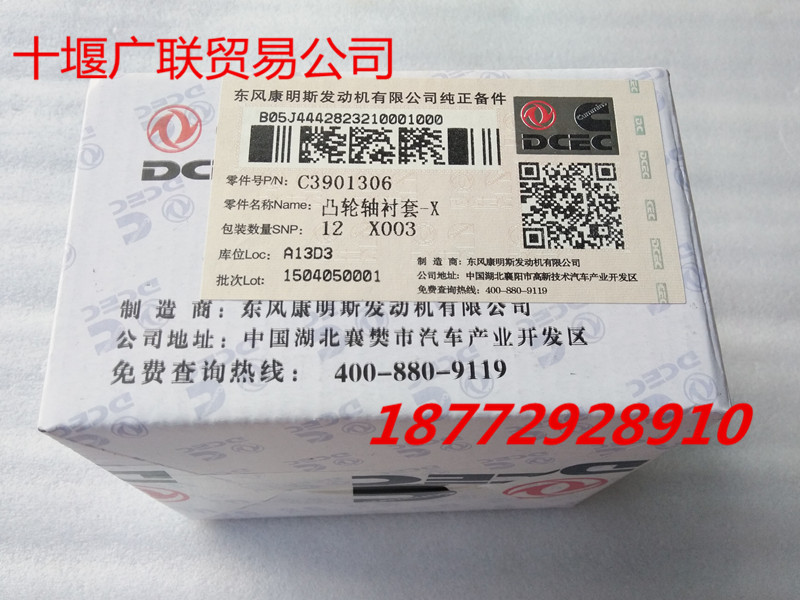 十堰广联贸易公司
东风康明斯发动机有限公司纯正备件
B05J4442823210001000
Cummins
DCEC
DCEC
零件号P/N: C3901306
零件名称Name: 凸轮轴衬套-X
包装数量SNP: 12 X003
库位Loc: A13D3
批次Lot: 1504050001
制 造 商: 东风康明斯发动机有限公司
公司地址: 中国湖北襄阳市高新技术汽车产业开发区
免费查询热线: 400-880-9119
制 造 商: 东风康明斯发动机有限公司
公司地址: 中国湖北襄樊市汽车产业开发区
免费查询热线: 400-880-9119
18772928910
DCEC